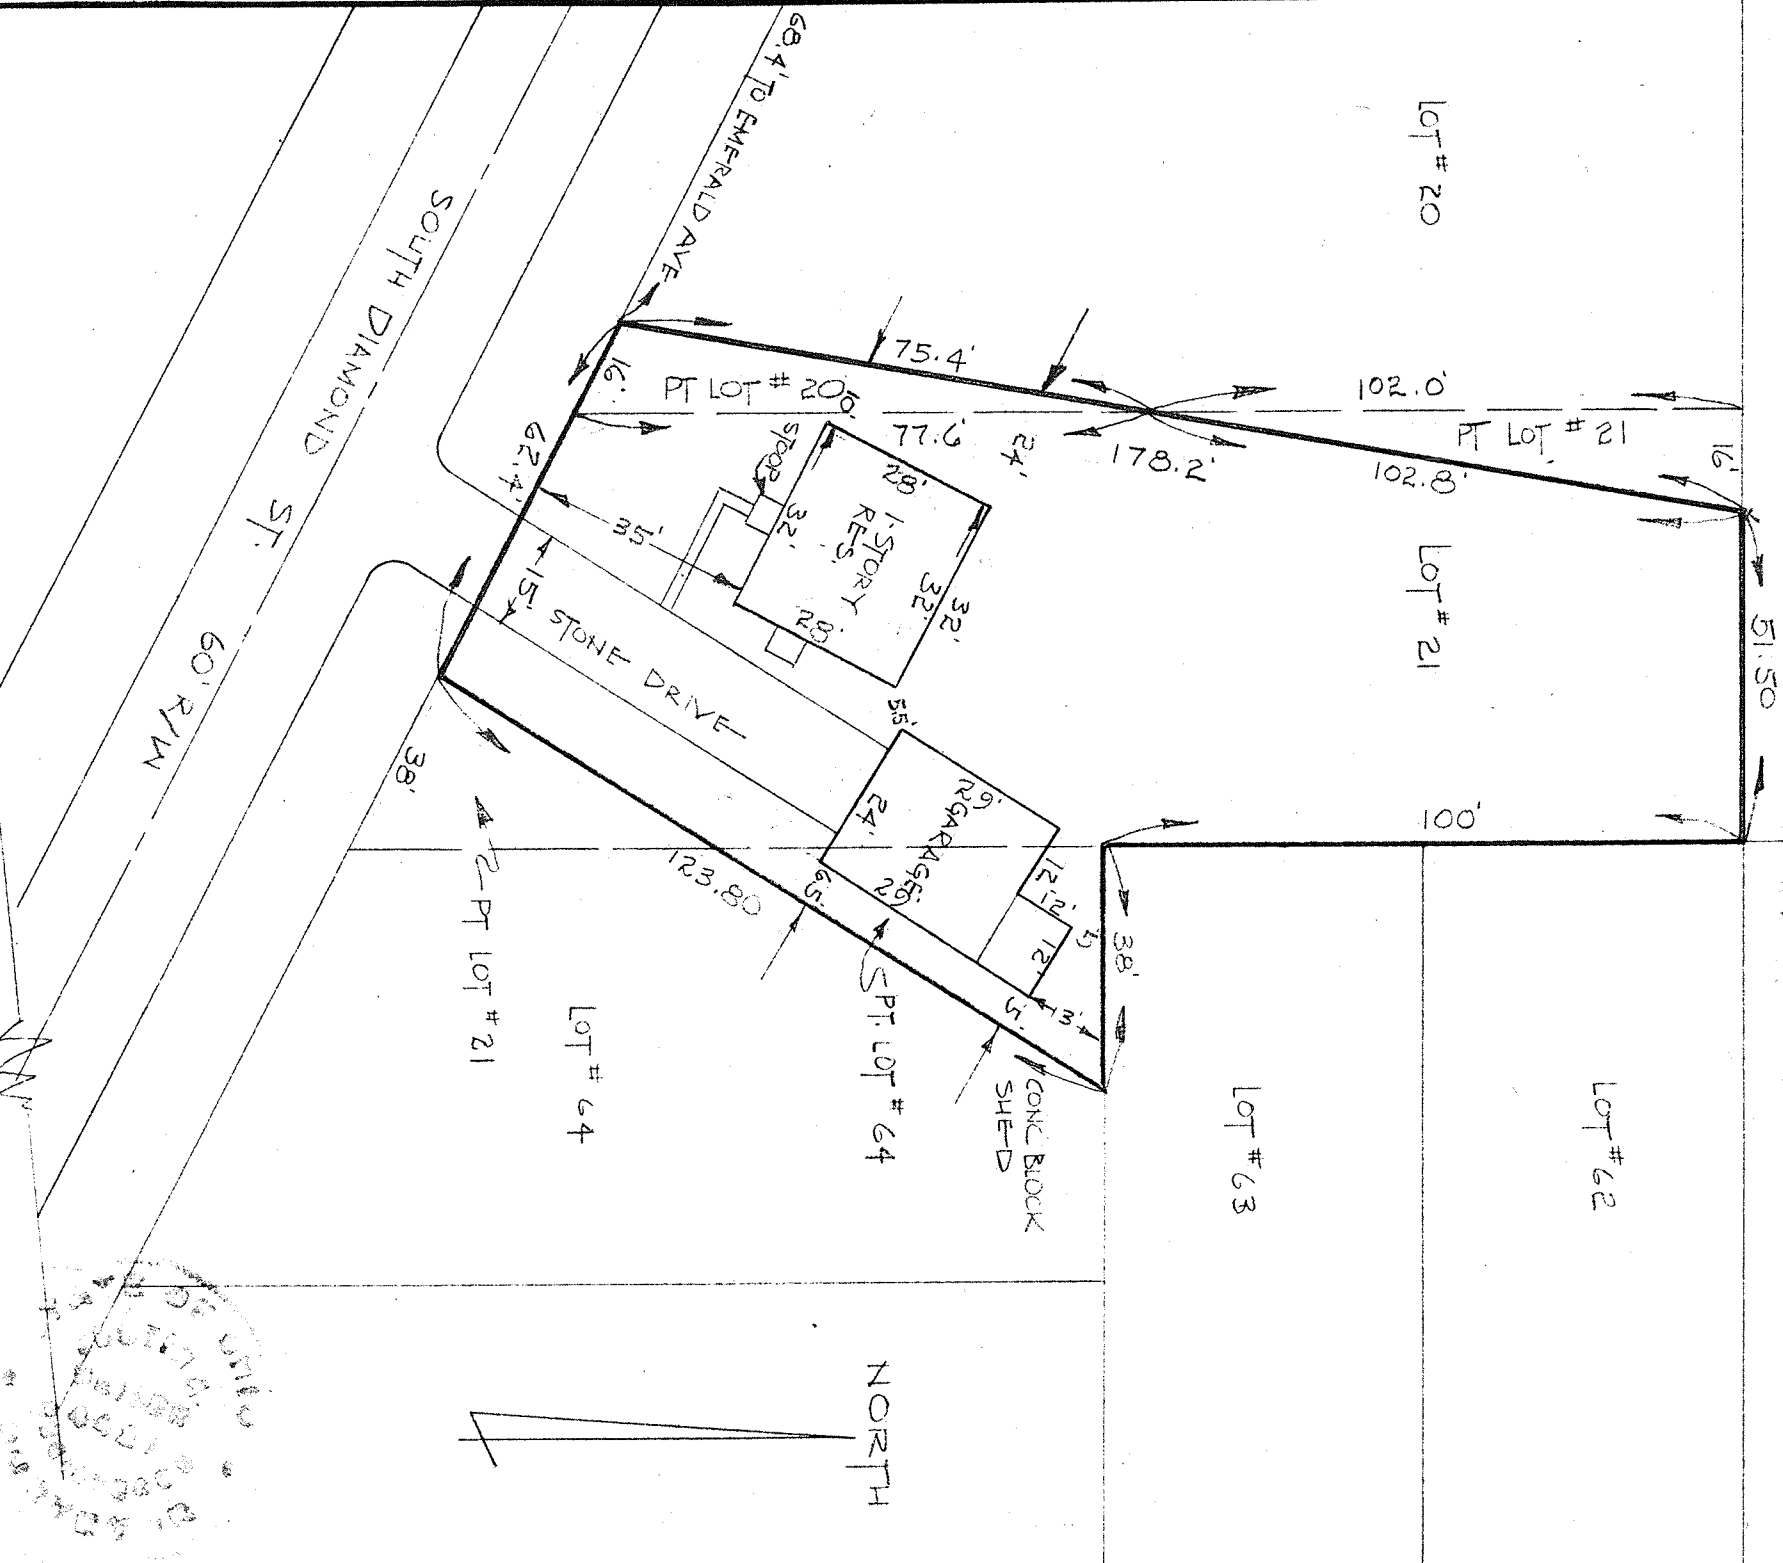 68.4' TO EMERALD AVE
LOT # 20
SOUTH DIAMOND ST.
60' R/W
16'
62.4'
75.4'
PT LOT # 20
10'
77.6'
24'
178.2'
102.0'
PT LOT # 21
102.8'
16'
STOOP
28'
32'
1-STORY
RES.
32'
32'
28'
35'
15'
STONE DRIVE
LOT # 21
51.50
55'
38'
24'
GARAGE
29'
12'
12'
12'
5'
65'
123.80
100'
38'
13'
5'
PT LOT # 21
PT. LOT # 64
LOT # 64
CONC BLOCK
SHED
LOT # 63
LOT # 62
NORTH